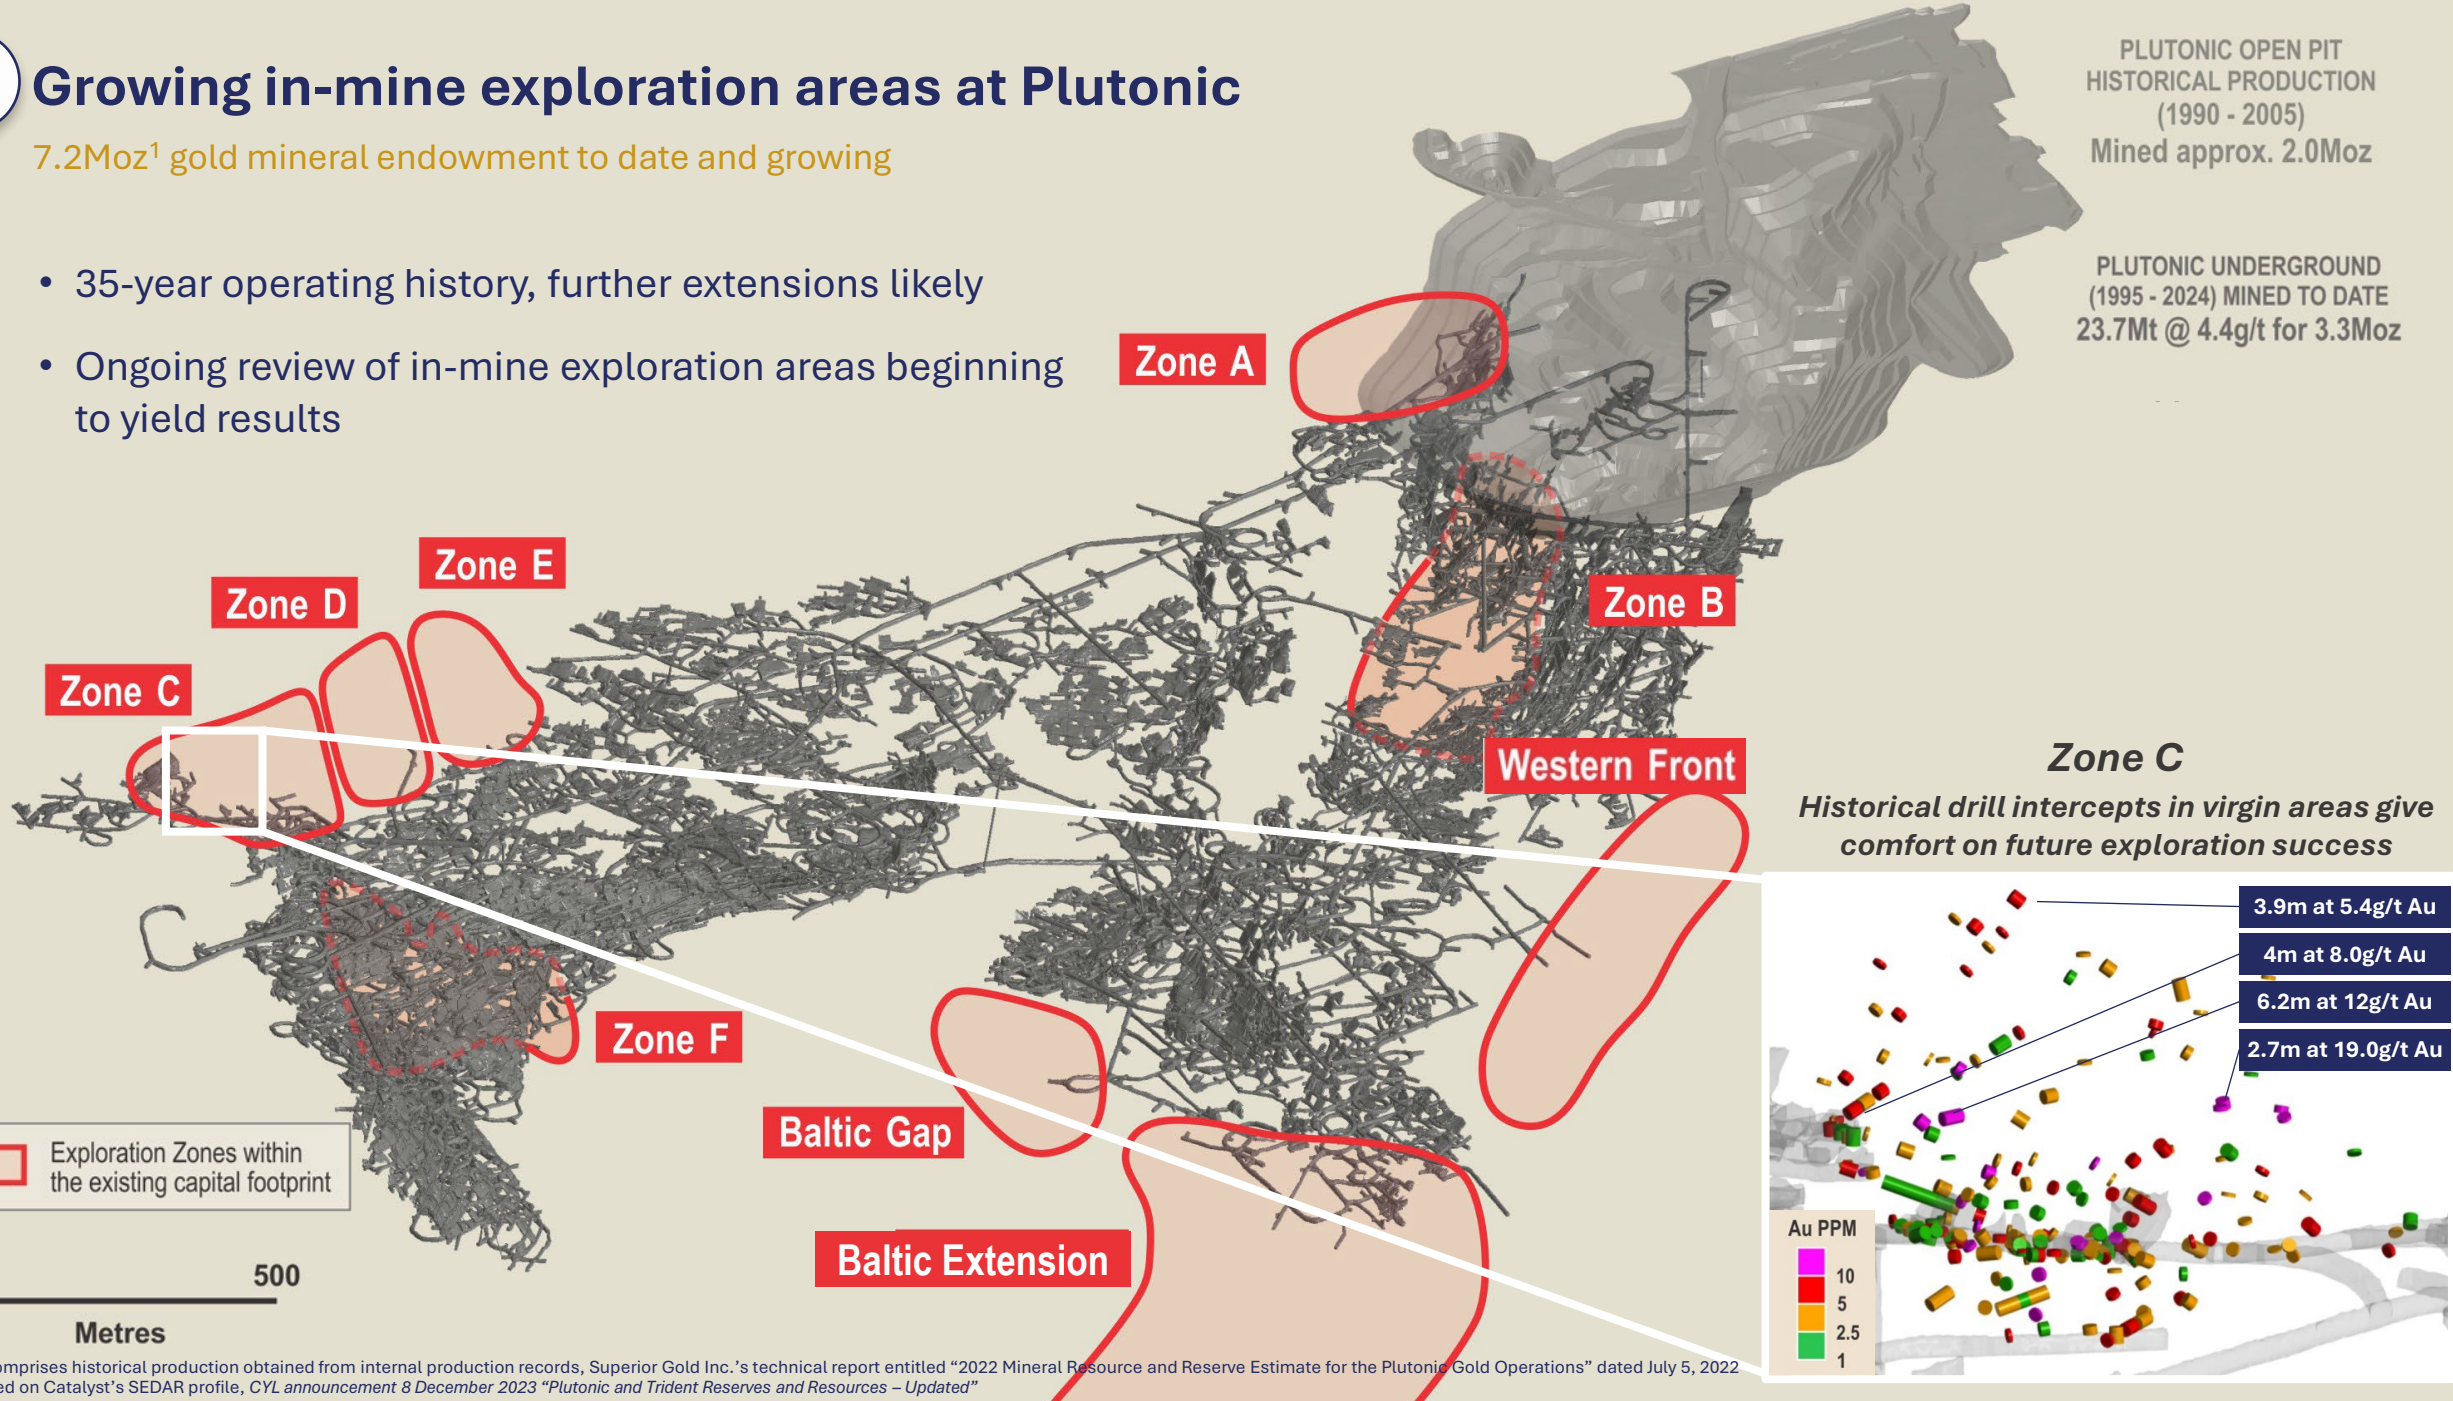 Growing in-mine exploration areas at Plutonic
7.2Moz¹ gold mineral endowment to date and growing
• 35-year operating history, further extensions likely
• Ongoing review of in-mine exploration areas beginning
to yield results
PLUTONIC OPEN PIT
HISTORICAL PRODUCTION
(1990 - 2005)
Mined approx. 2.0Moz
PLUTONIC UNDERGROUND
(1995 - 2024) MINED TO DATE
23.7Mt @ 4.4g/t for 3.3Moz
Zone A
Zone E
Zone D
Zone B
Zone C
Western Front
Zone F
Baltic Gap
Baltic Extension
Exploration Zones within
the existing capital footprint
500
Metres
Zone C
Historical drill intercepts in virgin areas give
comfort on future exploration success
3.9m at 5.4g/t Au
4m at 8.0g/t Au
6.2m at 12g/t Au
2.7m at 19.0g/t Au
Au PPM
10
5
2.5
1
historical production obtained from internal production records, Superior Gold Inc.’s technical report entitled “2022 Mineral Resource and Reserve Estimate for the Plutonic Gold Operations” dated July 5, 2022
on Catalyst’s SEDAR profile, CYL announcement 8 December 2023 “Plutonic and Trident Reserves and Resources – Updated”